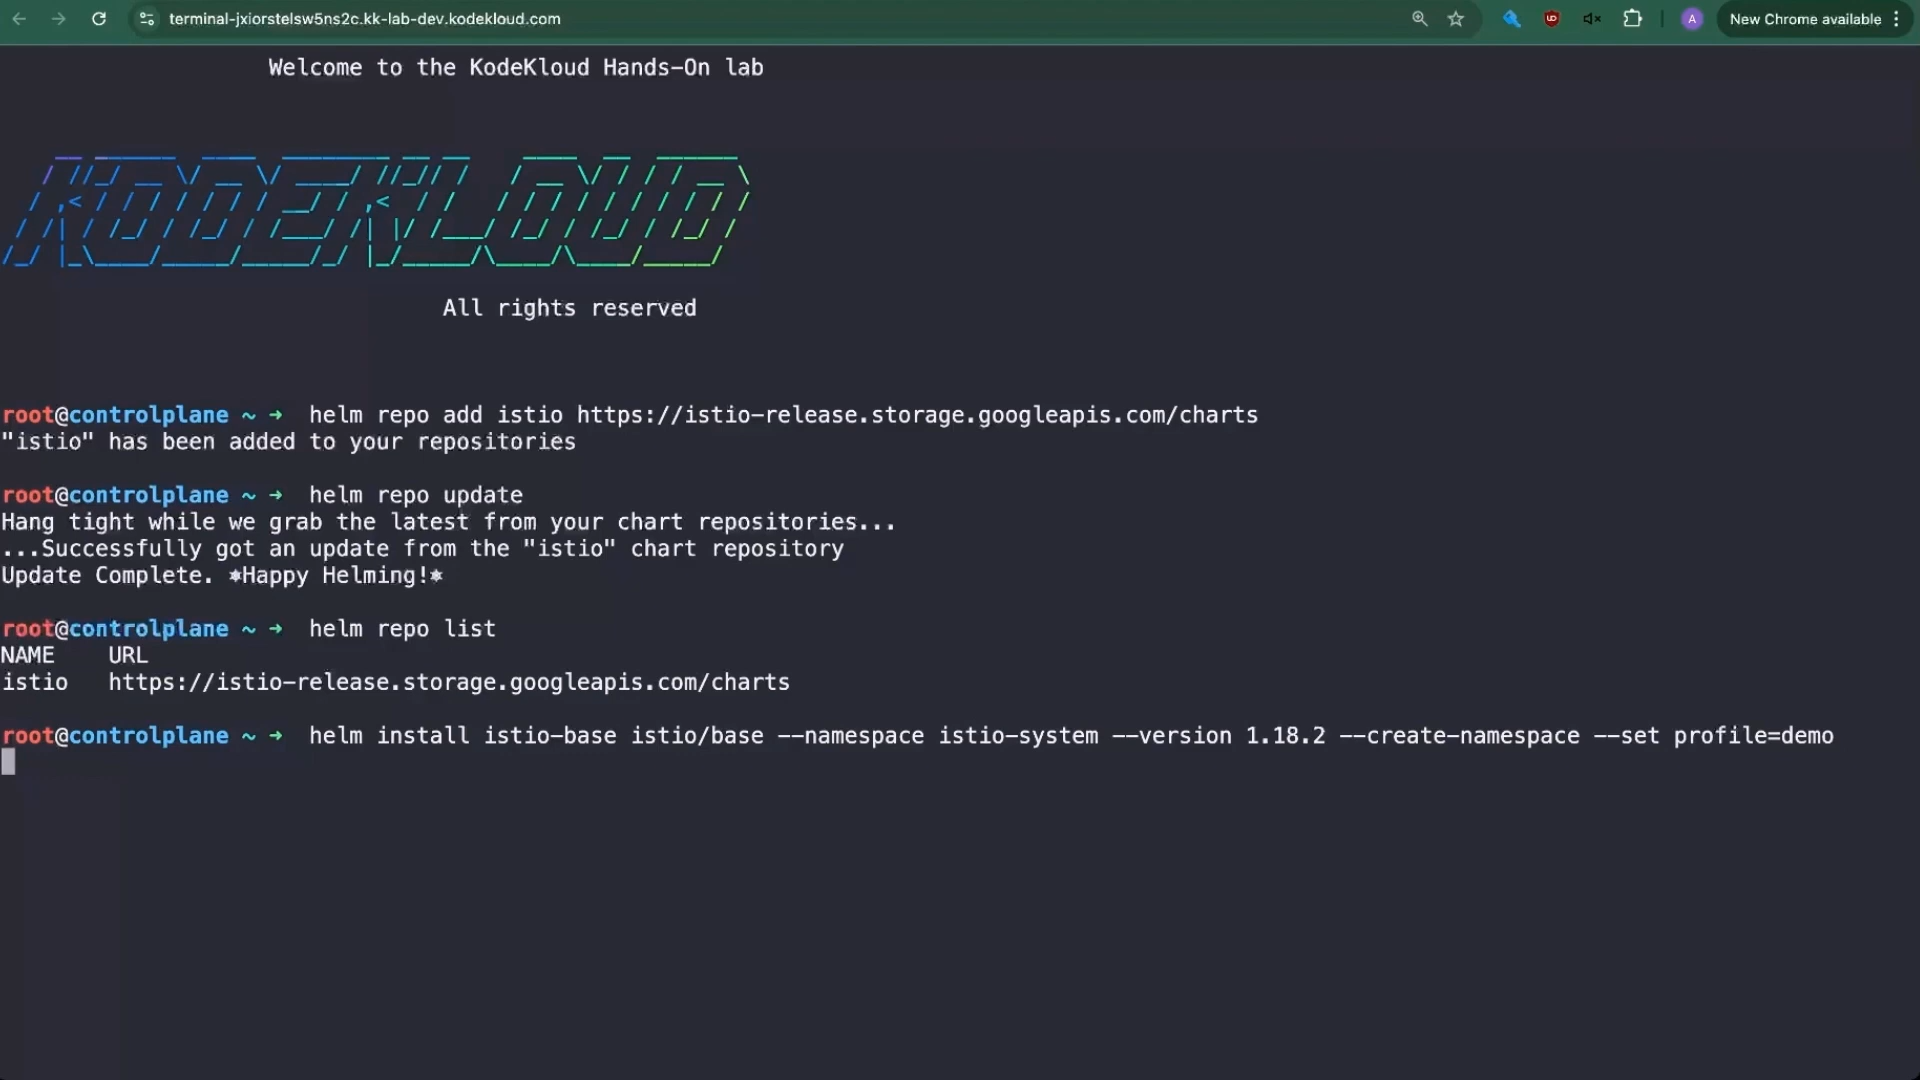 terminal-jxiorstelsw5ns2c.kk-lab-dev.kodekloud.com
A
New Chrome available
Welcome to the KodeKloud Hands-On lab
KODEKLOUD
All rights reserved
root@controlplane ~ ➜  helm repo add istio https://istio-release.storage.googleapis.com/charts
"istio" has been added to your repositories
root@controlplane ~ ➜  helm repo update
Hang tight while we grab the latest from your chart repositories...
...Successfully got an update from the "istio" chart repository
Update Complete. ⎈Happy Helming!⎈
root@controlplane ~ ➜  helm repo list
NAME    URL
istio   https://istio-release.storage.googleapis.com/charts
root@controlplane ~ ➜  helm install istio-base istio/base --namespace istio-system --version 1.18.2 --create-namespace --set profile=demo